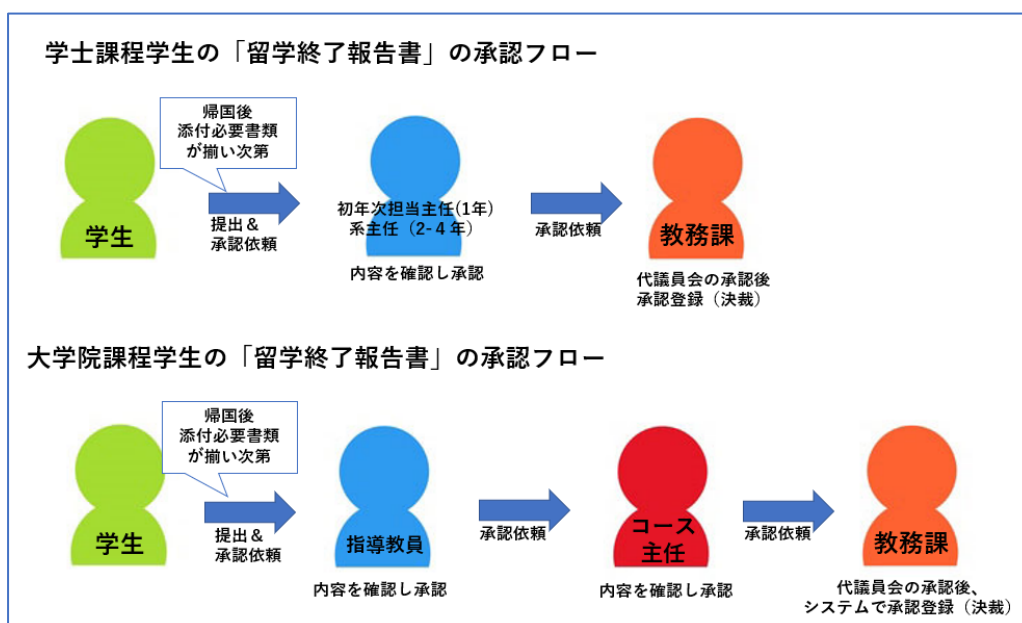 学士課程学生の「留学終了報告書」の承認フロー
帰国後
添付必要書類
が揃い次第
学生
提出＆
承認依頼
初年次担当主任(1年)
系主任（2-４年）
内容を確認し承認
承認依頼
教務課
代議員会の承認後
承認登録（決裁）
大学院課程学生の「留学終了報告書」の承認フロー
帰国後
添付必要書類
が揃い次第
学生
提出＆
承認依頼
指導教員
内容を確認し承認
承認依頼
コース
主任
内容を確認し承認
承認依頼
教務課
代議員会の承認後、
システムで承認登録（決裁）